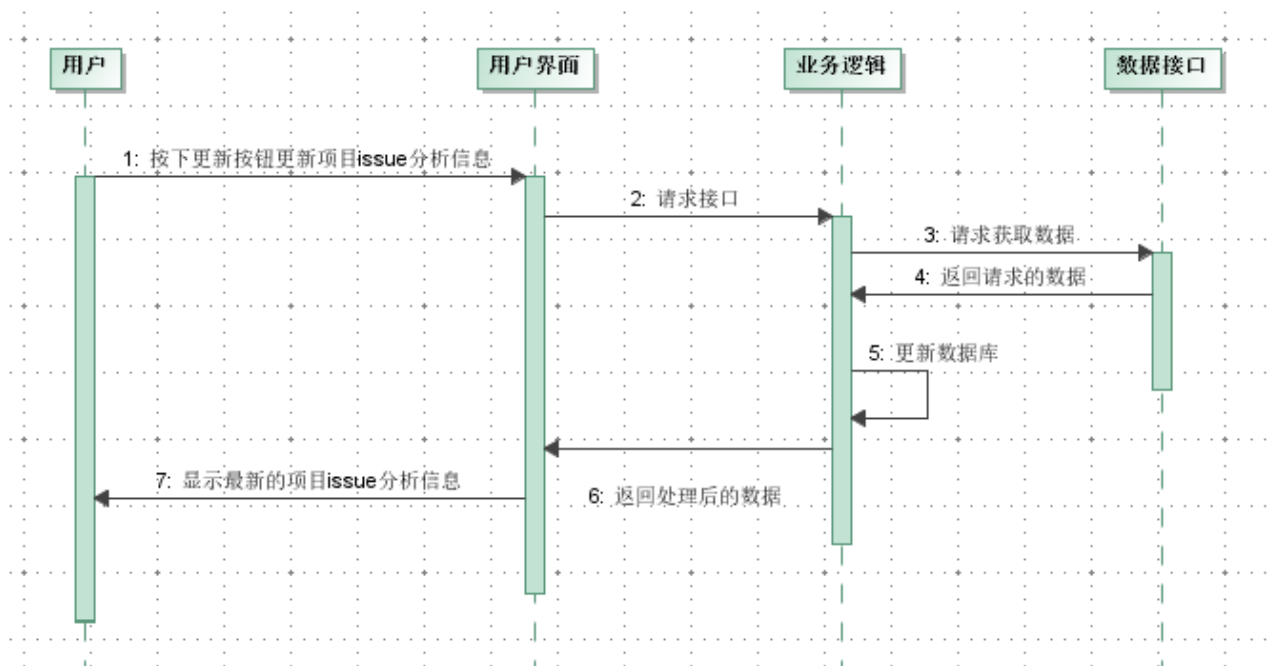 用户
用户界面
业务逻辑
数据接口
1: 按下更新按钮更新项目issue分析信息
2: 请求接口
3: 请求获取数据
4: 返回请求的数据
5: 更新数据库
7: 显示最新的项目issue分析信息
6: 返回处理后的数据